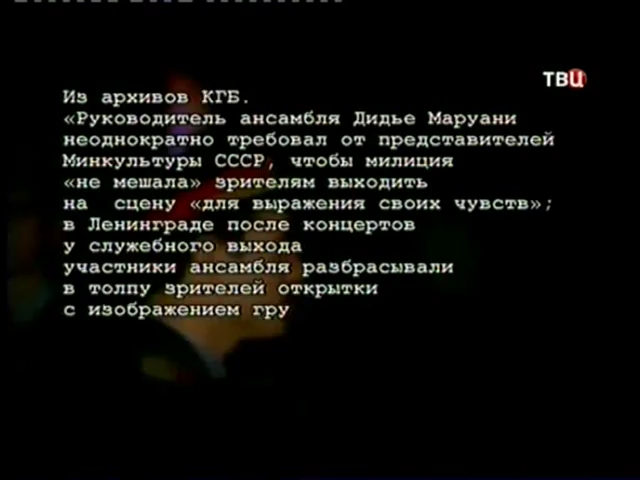 ТВЦ
Из архивов КГБ.
«Руководитель ансамбля Дидье Маруани
неоднократно требовал от представителей
Минкультуры СССР, чтобы милиция
«не мешала» зрителям выходить
на сцену «для выражения своих чувств»;
в Ленинграде после концертов
у служебного выхода
участники ансамбля разбрасывали
в толпу зрителей открытки
с изображением гру